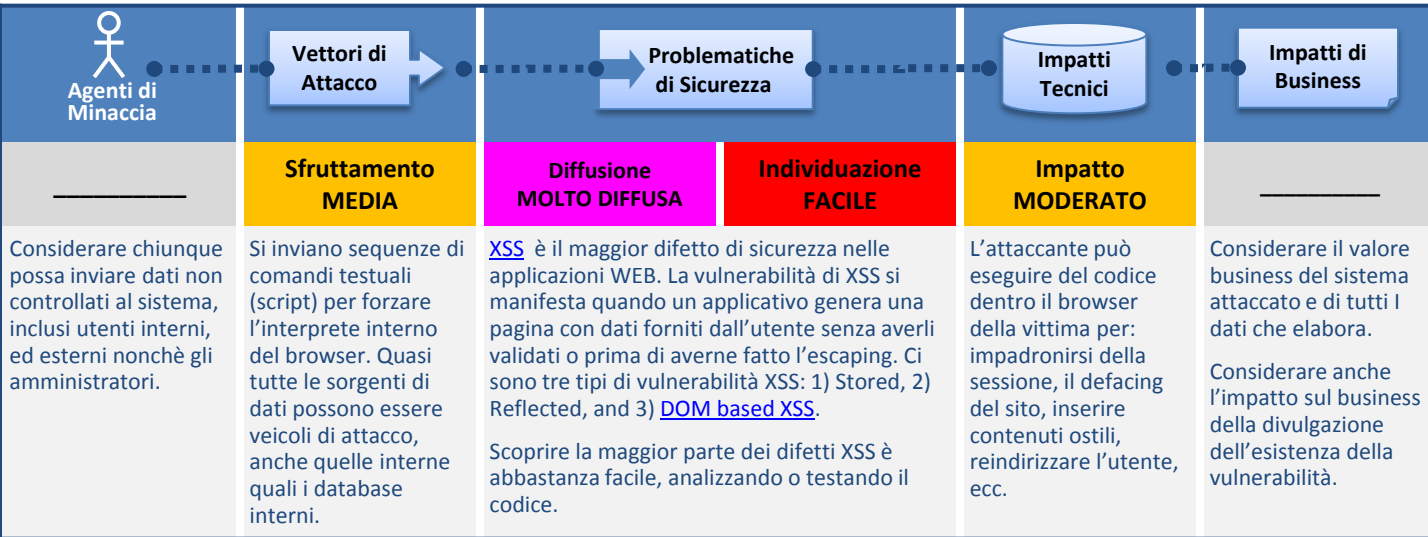 Agenti di
Minaccia
Vettori di
Attacco
Problematiche
di Sicurezza
Impatti
Tecnici
Impatti di
Business
__________
Sfruttamento
MEDIA
Diffusione
MOLTO DIFFUSA
Individuazione
FACILE
Impatto
MODERATO
__________
Considerare chiunque
possa inviare dati non
controllati al sistema,
inclusi utenti interni,
ed esterni nonchè gli
amministratori.
Si inviano sequenze di
comandi testuali
(script) per forzare
l’interprete interno
del browser. Quasi
tutte le sorgenti di
dati possono essere
veicoli di attacco,
anche quelle interne
quali i database
interni.
XSS è il maggior difetto di sicurezza nelle
applicazioni WEB. La vulnerabilità di XSS si
manifesta quando un applicativo genera una
pagina con dati forniti dall’utente senza averli
validati o prima di averne fatto l’escaping. Ci
sono tre tipi di vulnerabilità XSS: 1) Stored, 2)
Reflected, and 3) DOM based XSS.
Scoprire la maggior parte dei difetti XSS è
abbastanza facile, analizzando o testando il
codice.
L’attaccante può
eseguire del codice
dentro il browser
della vittima per:
impadronirsi della
sessione, il defacing
del sito, inserire
contenuti ostili,
reindirizzare l’utente,
ecc.
Considerare il valore
business del sistema
attaccato e di tutti I
dati che elabora.
Considerare anche
l’impatto sul business
della divulgazione
dell’esistenza della
vulnerabilità.